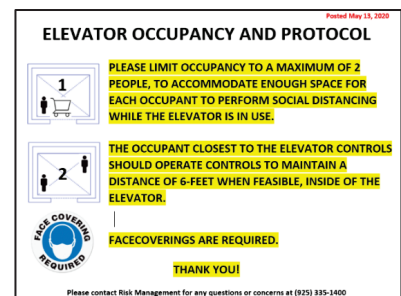 Posted May 13, 2020
ELEVATOR OCCUPANCY AND PROTOCOL
1
PLEASE LIMIT OCCUPANCY TO A MAXIMUM OF 2
PEOPLE, TO ACCOMMODATE ENOUGH SPACE FOR
EACH OCCUPANT TO PERFORM SOCIAL DISTANCING
WHILE THE ELEVATOR IS IN USE.
2
THE OCCUPANT CLOSEST TO THE ELEVATOR CONTROLS
SHOULD OPERATE CONTROLS TO MAINTAIN A
DISTANCE OF 6-FEET WHEN FEASIBLE, INSIDE OF THE
ELEVATOR.
FACE COVERING
REQUIRED
FACECOVERINGS ARE REQUIRED.
THANK YOU!
Please contact Risk Management for any questions or concerns at (925) 335-1400